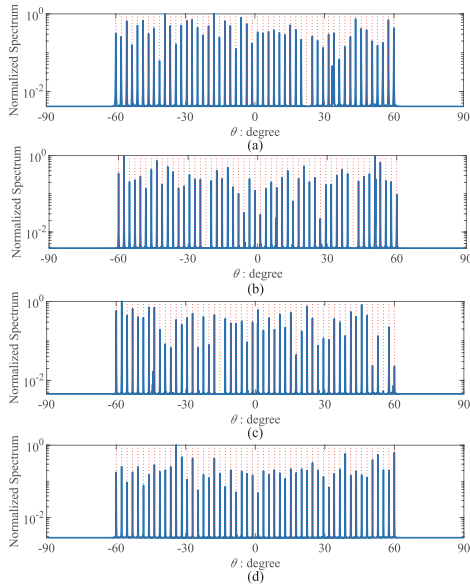 Normalized Spectrum
10^0
10^-2
-90 -60 -30 0 30 60 90
θ : degree
(a)
Normalized Spectrum
10^0
10^-2
-90 -60 -30 0 30 60 90
θ : degree
(b)
Normalized Spectrum
10^0
10^-2
-90 -60 -30 0 30 60 90
θ : degree
(c)
Normalized Spectrum
10^0
10^-2
-90 -60 -30 0 30 60 90
θ : degree
(d)